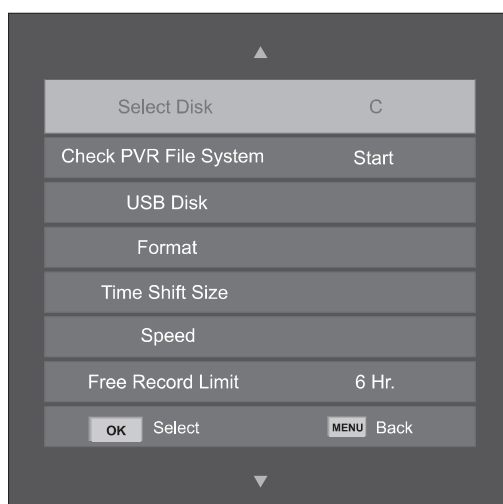 Select Disk C
Check PVR File System Start
USB Disk
Format
Time Shift Size
Speed
Free Record Limit 6 Hr.
OK Select MENU Back